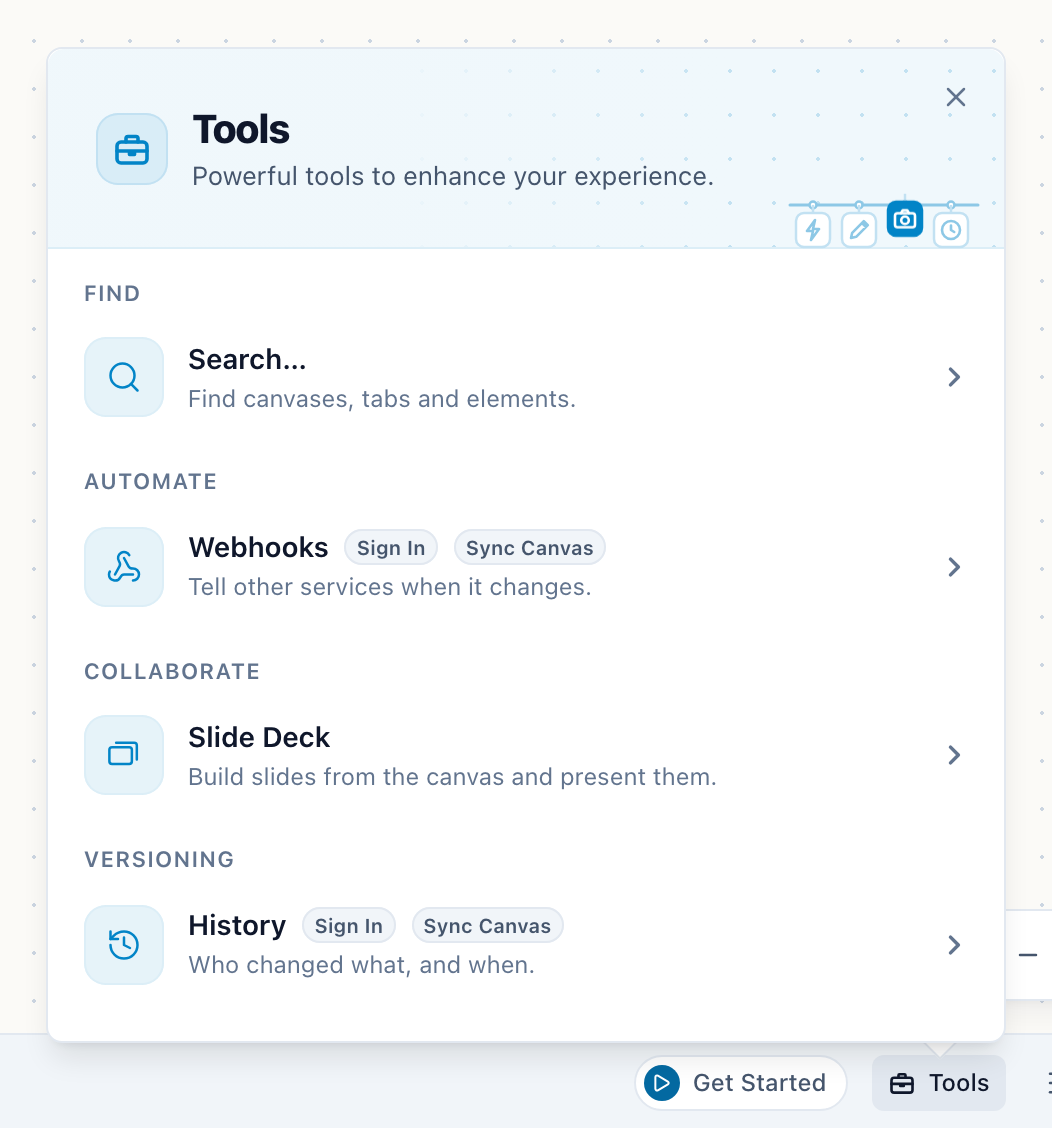 Tools
Powerful tools to enhance your experience.
FIND
Search...
Find canvases, tabs and elements.
AUTOMATE
Webhooks Sign In Sync Canvas
Tell other services when it changes.
COLLABORATE
Slide Deck
Build slides from the canvas and present them.
VERSIONING
History Sign In Sync Canvas
Who changed what, and when.
Get Started Tools